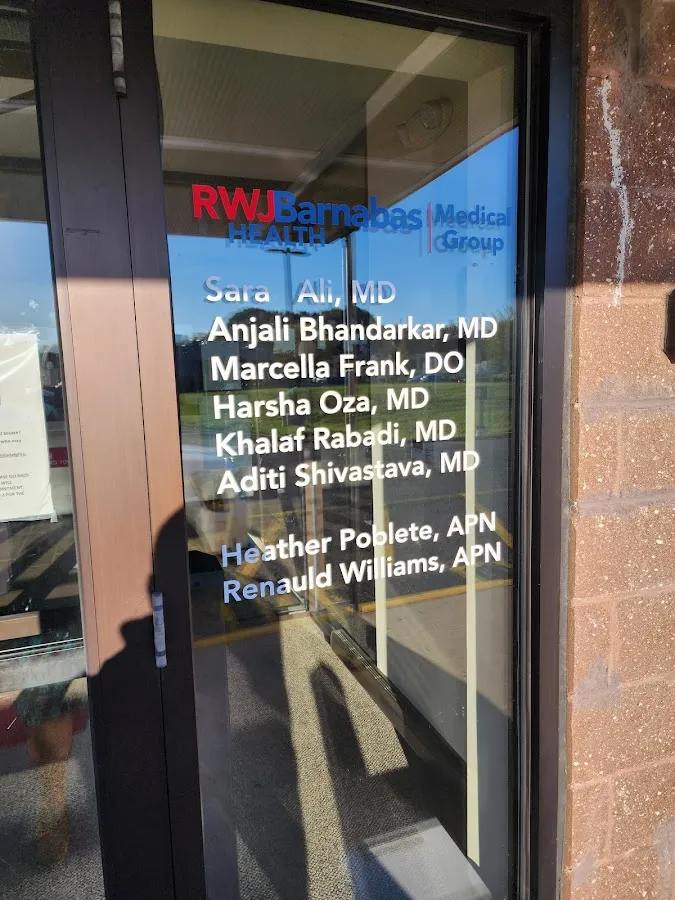 RWJBarnabas | Medical
HEALTH Group
Sara Ali, MD
Anjali Bhandarkar, MD
Marcella Frank, DO
Harsha Oza, MD
Khalaf Rabadi, MD
Aditi Shivastava, MD
Heather Poblete, APN
Renauld Williams, APN